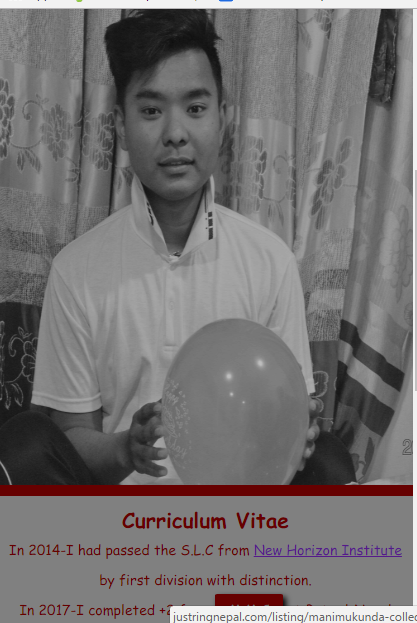 Curriculum Vitae
In 2014-I had passed the S.L.C from New Horizon Institute
by first division with distinction.
In 2017-I completed +2
justringnepal.com/listing/manimukunda-colle